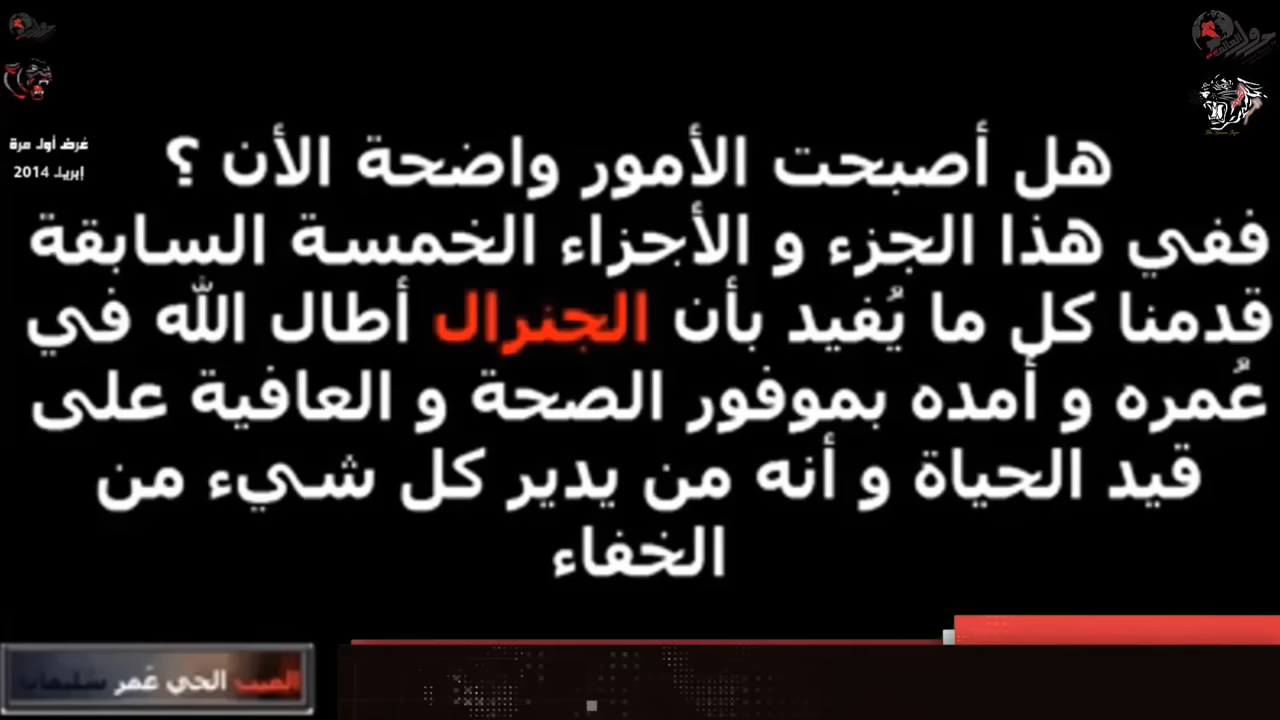 هل أصبحت الأمور واضحة الأن ؟
ففي هذا الجزء و الأجزاء الخمسة السابقة
قدمنا كل ما يُفيد بأن الجنرال أطال الله في
عُمره و أمده بموفور الصحة و العافية على
قيد الحياة و أنه من يدير كل شيء من
الخفاء
عُرض أول مرة
إبريل 2014
الميت الحي عُمر سليمان